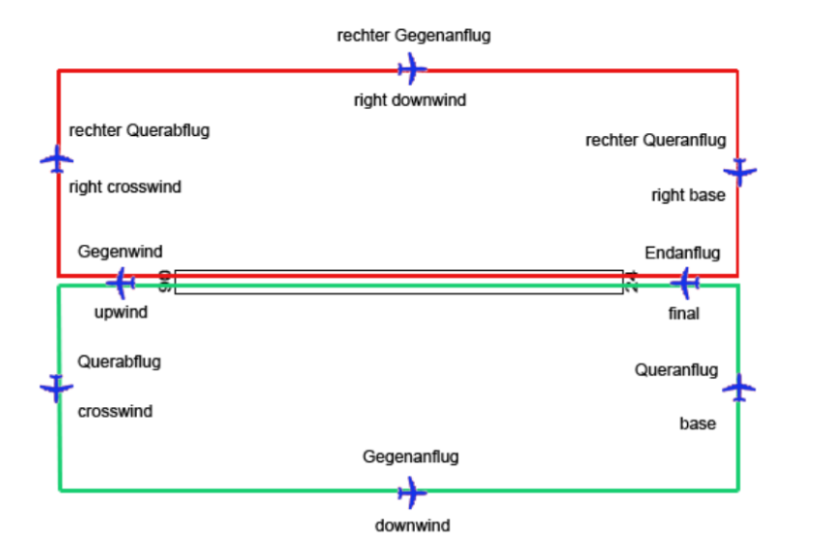 rechter Gegenanflug
right downwind
rechter Querabflug
right crosswind
rechter Queranflug
right base
Gegenwind
upwind
06
24
Endanflug
final
Querabflug
crosswind
Queranflug
base
Gegenanflug
downwind